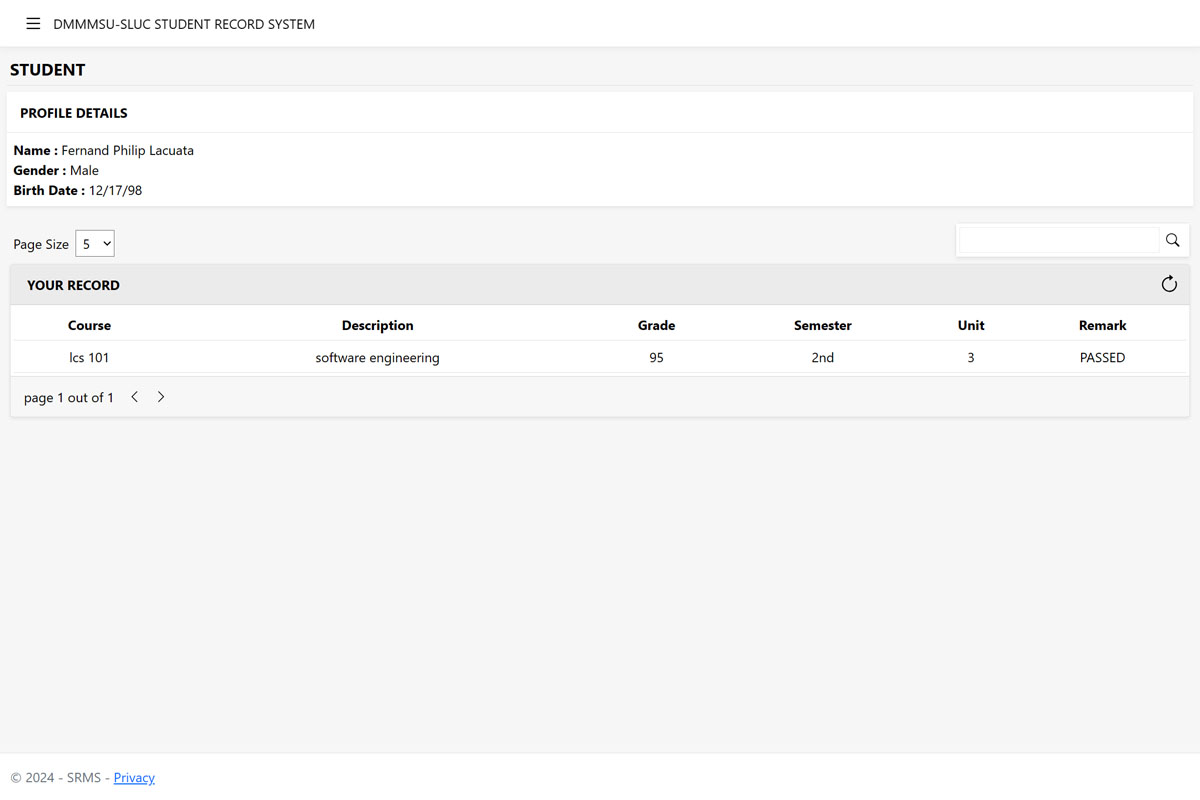 DMMMSU-SLUC STUDENT RECORD SYSTEM
STUDENT
PROFILE DETAILS
Name : Fernand Philip Lacuata
Gender : Male
Birth Date : 12/17/98
Page Size 5
YOUR RECORD
Course Description Grade Semester Unit Remark
lcs 101 software engineering 95 2nd 3 PASSED
page 1 out of 1
© 2024 - SRMS - Privacy